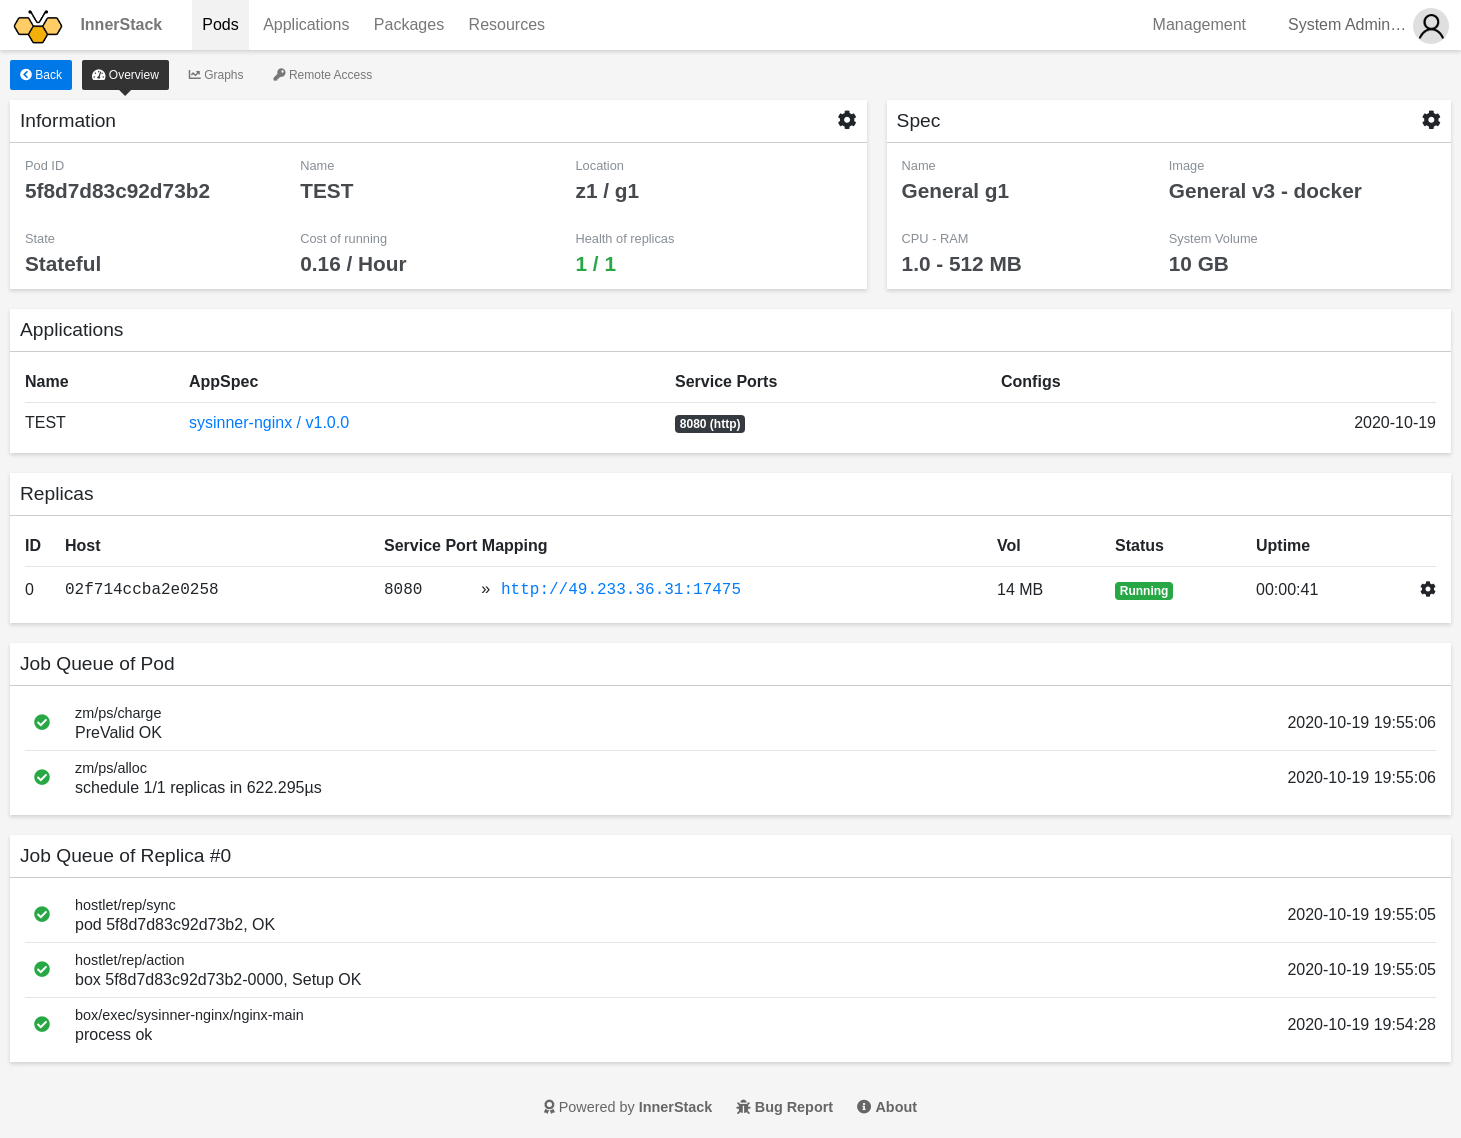 InnerStack Pods Applications Packages Resources Management System Admin…
Back Overview Graphs Remote Access
Information
Pod ID Name Location
5f8d7d83c92d73b2 TEST z1 / g1
State Cost of running Health of replicas
Stateful 0.16 / Hour 1 / 1
Spec
Name Image
General g1 General v3 - docker
CPU - RAM System Volume
1.0 - 512 MB 10 GB
Applications
Name AppSpec Service Ports Configs
TEST sysinner-nginx / v1.0.0 8080 (http) 2020-10-19
Replicas
ID Host Service Port Mapping Vol Status Uptime
0 02f714ccba2e0258 8080 » http://49.233.36.31:17475 14 MB Running 00:00:41
Job Queue of Pod
zm/ps/charge
PreValid OK 2020-10-19 19:55:06
zm/ps/alloc
schedule 1/1 replicas in 622.295µs 2020-10-19 19:55:06
Job Queue of Replica #0
hostlet/rep/sync
pod 5f8d7d83c92d73b2, OK 2020-10-19 19:55:05
hostlet/rep/action
box 5f8d7d83c92d73b2-0000, Setup OK 2020-10-19 19:55:05
box/exec/sysinner-nginx/nginx-main
process ok 2020-10-19 19:54:28
Powered by InnerStack Bug Report About